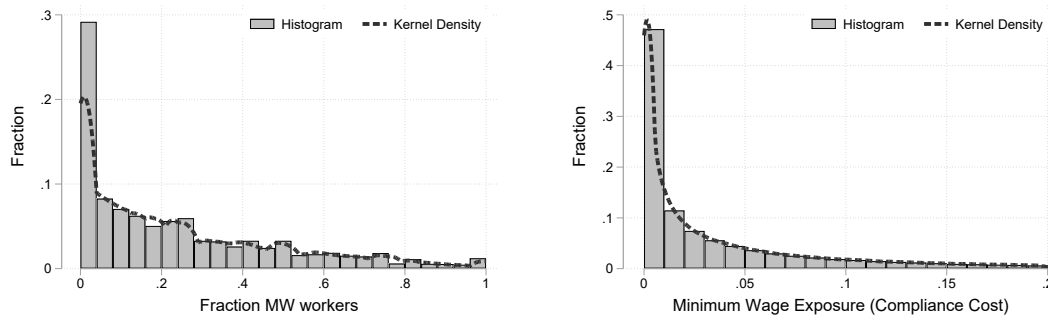 Histogram Kernel Density
.3
.2
.1
0
Fraction
0 .2 .4 .6 .8 1
Fraction MW workers
Histogram Kernel Density
.5
.4
.3
.2
.1
0
Fraction
0 .05 .1 .15 .2
Minimum Wage Exposure (Compliance Cost)